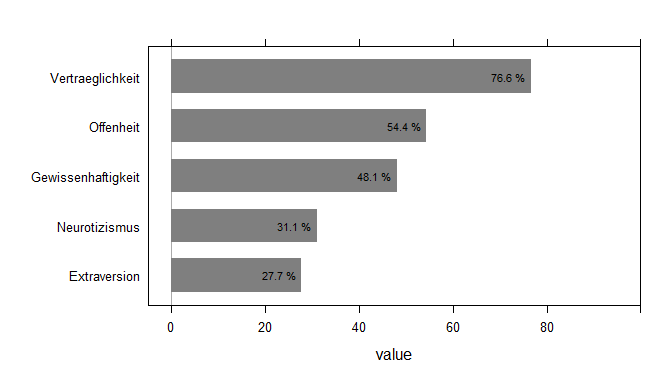 Vertraeglichkeit 76.6 %
Offenheit 54.4 %
Gewissenhaftigkeit 48.1 %
Neurotizismus 31.1 %
Extraversion 27.7 %
0 20 40 60 80
value